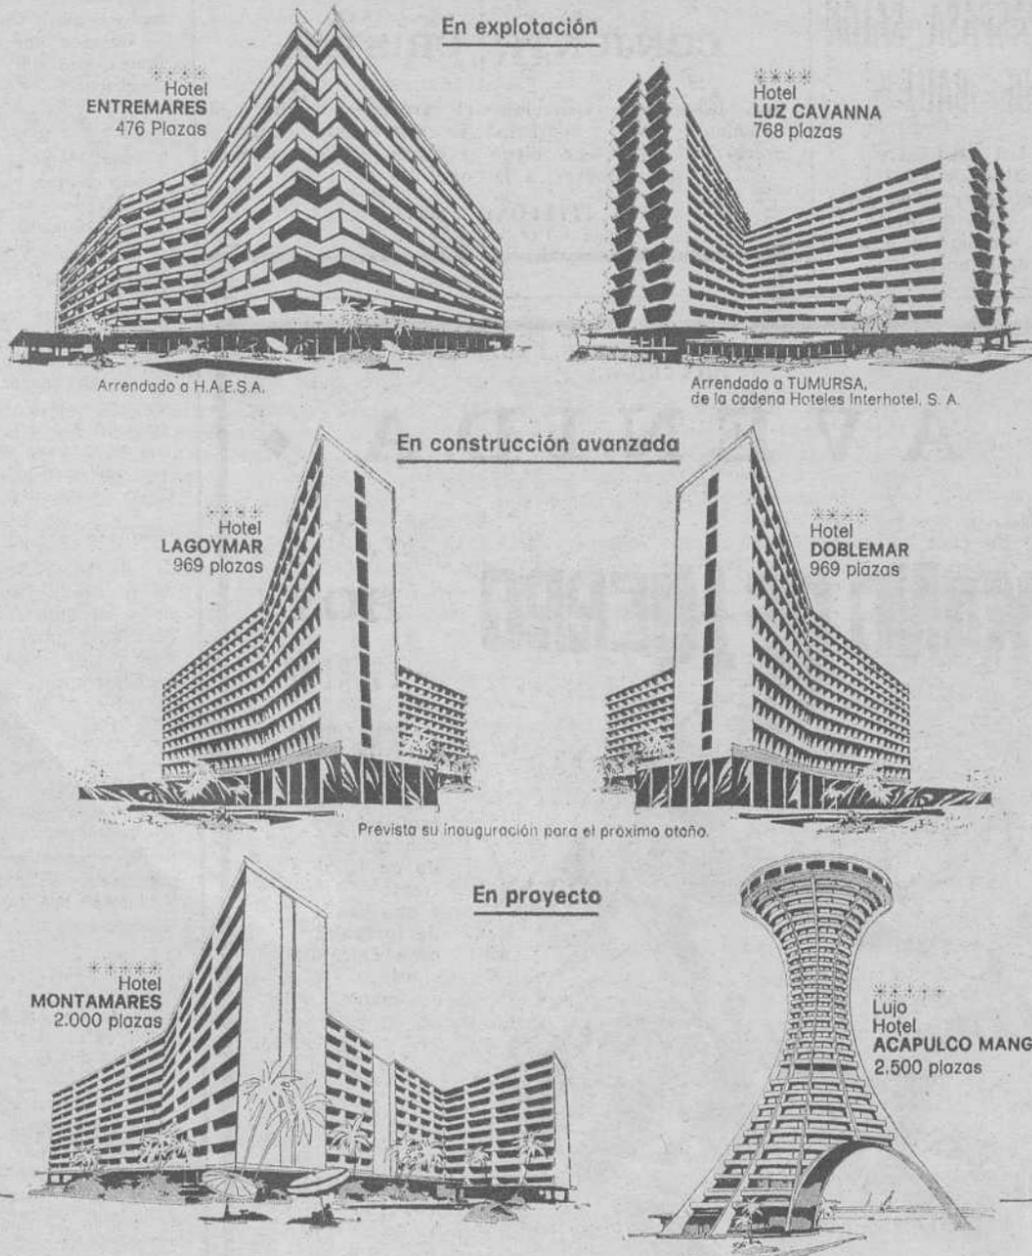 En explotación
Hotel
ENTREMARES
476 Plazas
Hotel
LUZ CAVANNA
768 plazas
Arrendado a H.A.E.S.A.
Arrendado a TUMURSA,
de la cadena Hoteles Interhotel, S. A.
En construcción avanzada
Hotel
LAGOYMAR
969 plazas
Hotel
DOBLEMAR
969 plazas
Prevista su inauguración para el próximo otoño.
En proyecto
Hotel
MONTAMARES
2.000 plazas
Lujo
Hotel
ACAPULCO MANG
2.500 plazas